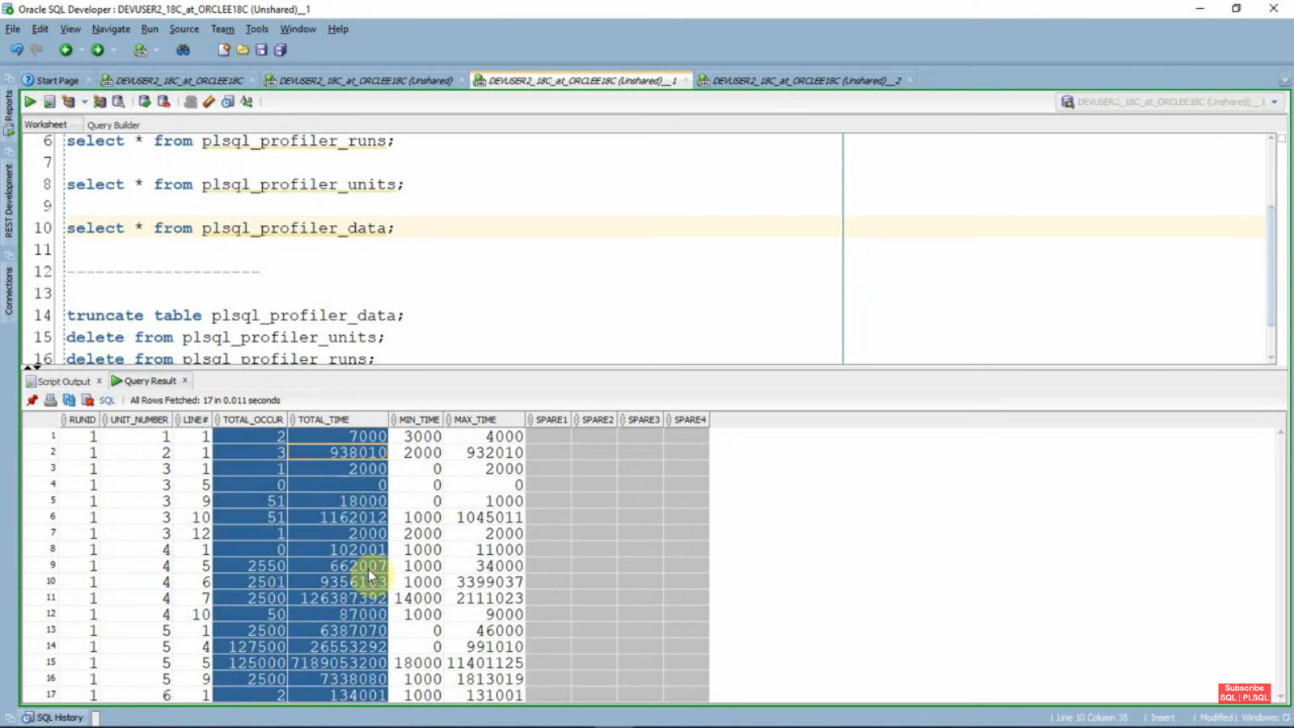 Oracle SQL Developer: DEVUSER2_18C_at_ORCLEE18C (Unshared)__1
File Edit View Navigate Run Source Team Tools Window Help
Start Page DEVUSER2_18C_at_ORCLEE18C DEVUSER2_18C_at_ORCLEE18C (Unshared) DEVUSER2_18C_at_ORCLEE18C (Unshared)__1 DEVUSER2_18C_at_ORCLEE18C (Unshared)__2
DEVUSER2_18C_at_ORCLEE18C (Unshared)__1
Reports
REST Development
Connections
Worksheet Query Builder
6 select * from plsql_profiler_runs;
7
8 select * from plsql_profiler_units;
9
10 select * from plsql_profiler_data;
11
12 --------------------
13
14 truncate table plsql_profiler_data;
15 delete from plsql_profiler_units;
16 delete from plsql_profiler_runs;
Script Output x Query Result x
SQL All Rows Fetched: 17 in 0.011 seconds
RUNID UNIT_NUMBER LINE# TOTAL_OCCUR TOTAL_TIME MIN_TIME MAX_TIME SPARE1 SPARE2 SPARE3 SPARE4
1 1 1 1 2 7000 3000 4000
2 1 2 1 3 938010 2000 932010
3 1 3 1 1 2000 0 2000
4 1 3 5 0 0 0 0
5 1 3 9 51 18000 0 1000
6 1 3 10 51 1162012 1000 1045011
7 1 3 12 1 2000 2000 2000
8 1 4 1 0 102001 1000 11000
9 1 4 5 2550 662007 1000 34000
10 1 4 6 2501 1000 3399037
11 1 4 7 2500 126387392 14000 2111023
12 1 4 10 50 87000 1000 9000
13 1 5 1 2500 6387070 0 46000
14 1 5 4 127500 26553292 0 991010
15 1 5 5 125000 7189053200 18000 11401125
16 1 5 9 2500 7338080 1000 1813019
17 1 6 1 2 134001 1000 131001
Subscribe
SQL | PLSQL
SQL History
Line 10 Column 35 Insert Modified Windows: